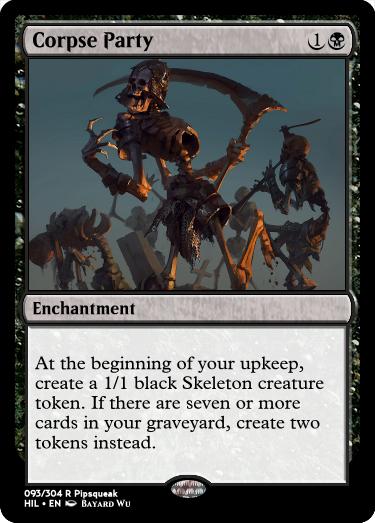 Corpse Party 1
Enchantment
At the beginning of your upkeep,
create a 1/1 black Skeleton creature
token. If there are seven or more
cards in your graveyard, create two
tokens instead.
093/304 R Pipsqueak
HIL • EN Bayard Wu